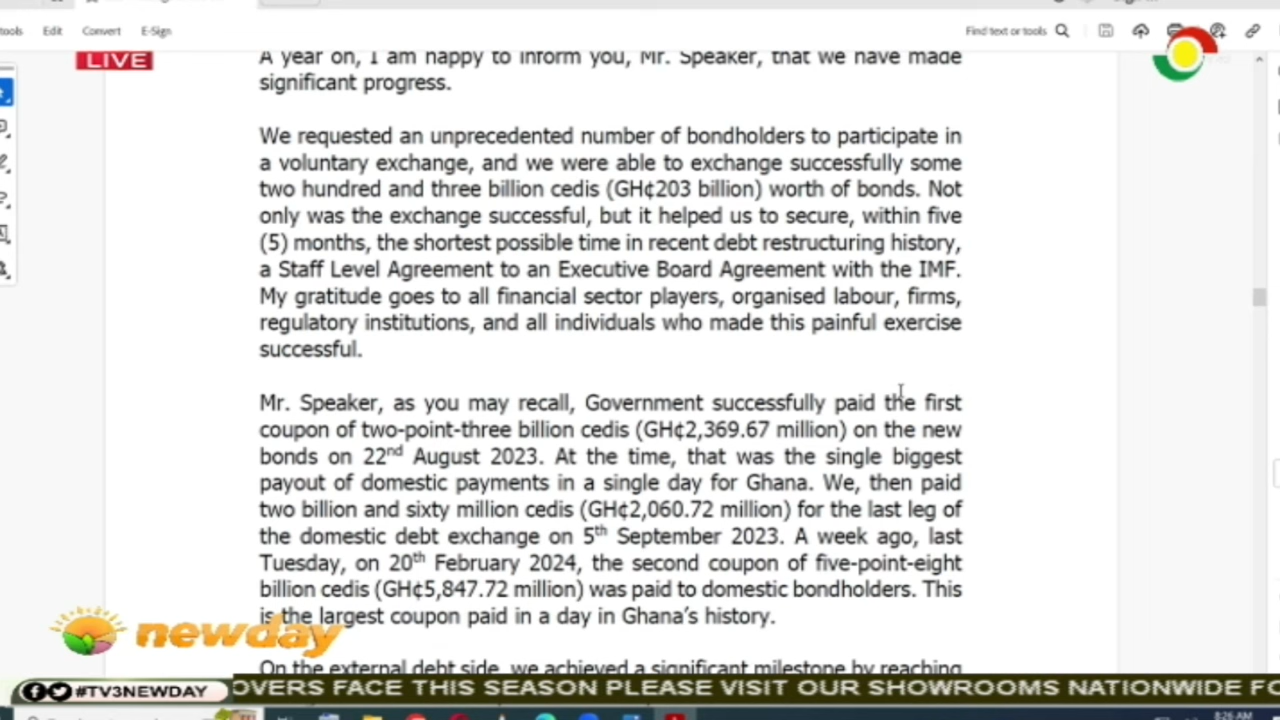 tools Edit Convert E-Sign Find text or tools
LIVE
A year on, I am happy to inform you, Mr. Speaker, that we have made
significant progress.
We requested an unprecedented number of bondholders to participate in
a voluntary exchange, and we were able to exchange successfully some
two hundred and three billion cedis (GH¢203 billion) worth of bonds. Not
only was the exchange successful, but it helped us to secure, within five
(5) months, the shortest possible time in recent debt restructuring history,
a Staff Level Agreement to an Executive Board Agreement with the IMF.
My gratitude goes to all financial sector players, organised labour, firms,
regulatory institutions, and all individuals who made this painful exercise
successful.
Mr. Speaker, as you may recall, Government successfully paid the first
coupon of two-point-three billion cedis (GH¢2,369.67 million) on the new
bonds on 22nd August 2023. At the time, that was the single biggest
payout of domestic payments in a single day for Ghana. We, then paid
two billion and sixty million cedis (GH¢2,060.72 million) for the last leg of
the domestic debt exchange on 5th September 2023. A week ago, last
Tuesday, on 20th February 2024, the second coupon of five-point-eight
billion cedis (GH¢5,847.72 million) was paid to domestic bondholders. This
is the largest coupon paid in a day in Ghana's history.
newday
On the external debt side, we achieved a significant milestone by reaching
#TV3NEWDAY
OVERS FACE THIS SEASON PLEASE VISIT OUR SHOWROOMS NATIONWIDE FO
8:26 AM